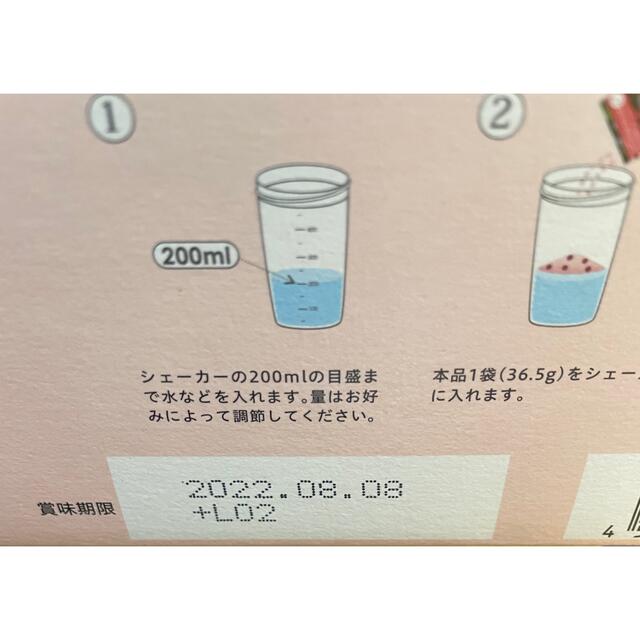 1
2
200ml
シェーカーの200mlの目盛ま
で水などを入れます。量はお好
みによって調節してください。
本品1袋(36.5g)をシェー
に入れます。
賞味期限
2022.08.08
+L02
4